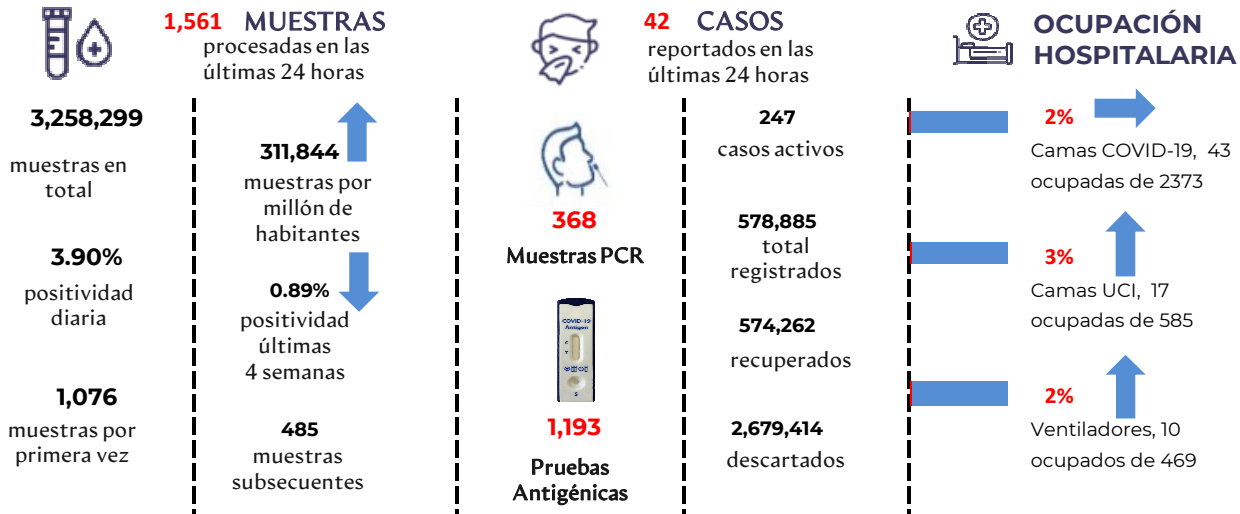 1,561 MUESTRAS
procesadas en las
últimas 24 horas
42 CASOS
reportados en las
últimas 24 horas
OCUPACIÓN
HOSPITALARIA
3,258,299
muestras en
total
3.90%
positividad
diaria
1,076
muestras por
primera vez
311,844
muestras por
millón de
habitantes
0.89%
positividad
últimas
4 semanas
485
muestras
subsecuentes
368
Muestras PCR
COVID-19
Antigen
C
T
S
1,193
Pruebas
Antigénicas
247
casos activos
578,885
total
registrados
574,262
recuperados
2,679,414
descartados
2%
Camas COVID-19, 43
ocupadas de 2373
3%
Camas UCI, 17
ocupadas de 585
2%
Ventiladores, 10
ocupados de 469